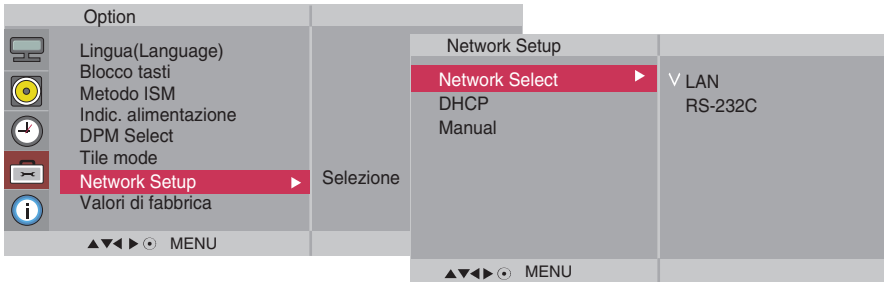 Option
Lingua(Language)
Blocco tasti
Metodo ISM
Indic. alimentazione
DPM Select
Tile mode
Network Setup ▶ Selezione
Valori di fabbrica
▲▼◀ ▶ ⊙ MENU
Network Setup
Network Select ▶ √ LAN
DHCP RS-232C
Manual
▲▼◀ ▶ ⊙ MENU